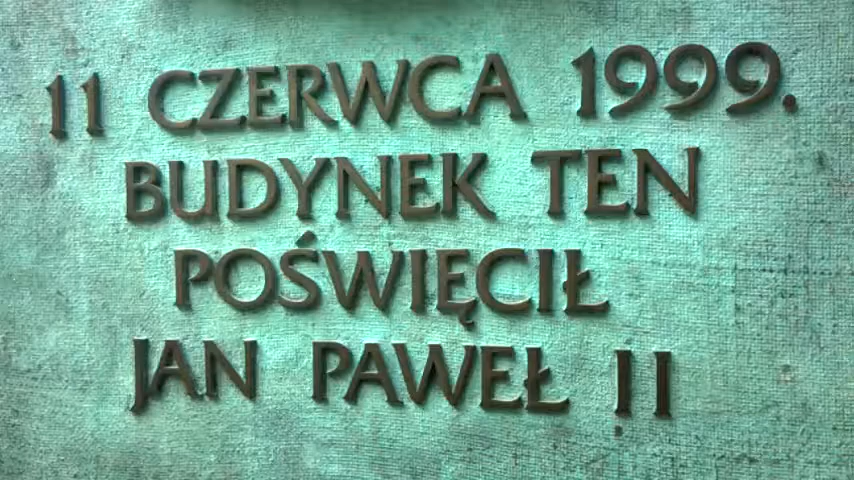 11 CZERWCA 1999.
BUDYNEK TEN
POŚWIĘCIŁ
JAN PAWEŁ II